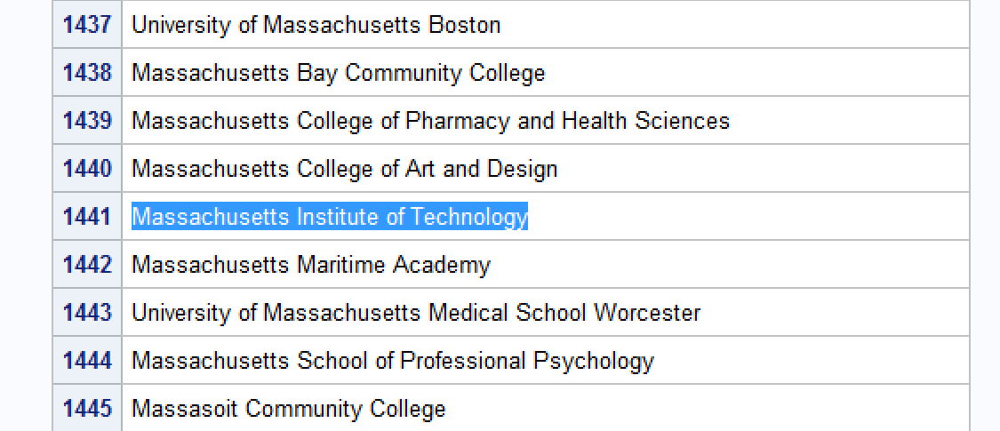 1437 University of Massachusetts Boston
1438 Massachusetts Bay Community College
1439 Massachusetts College of Pharmacy and Health Sciences
1440 Massachusetts College of Art and Design
1441 Massachusetts Institute of Technology
1442 Massachusetts Maritime Academy
1443 University of Massachusetts Medical School Worcester
1444 Massachusetts School of Professional Psychology
1445 Massasoit Community College